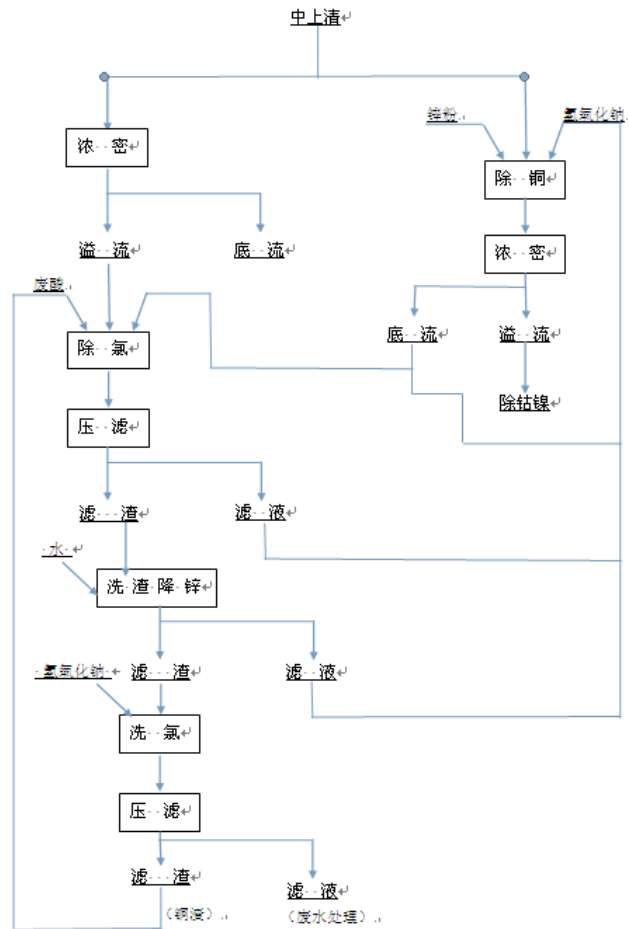 中上清
锌粉
氢氧化钠
浓密
除铜
溢流
底流
浓密
废酸
除氯
底流
溢流
压滤
除钴镍
滤渣
滤液
水
洗渣降锌
氢氧化钠
滤渣
滤液
洗氯
压滤
滤渣
滤液
（铜渣）
（废水处理）